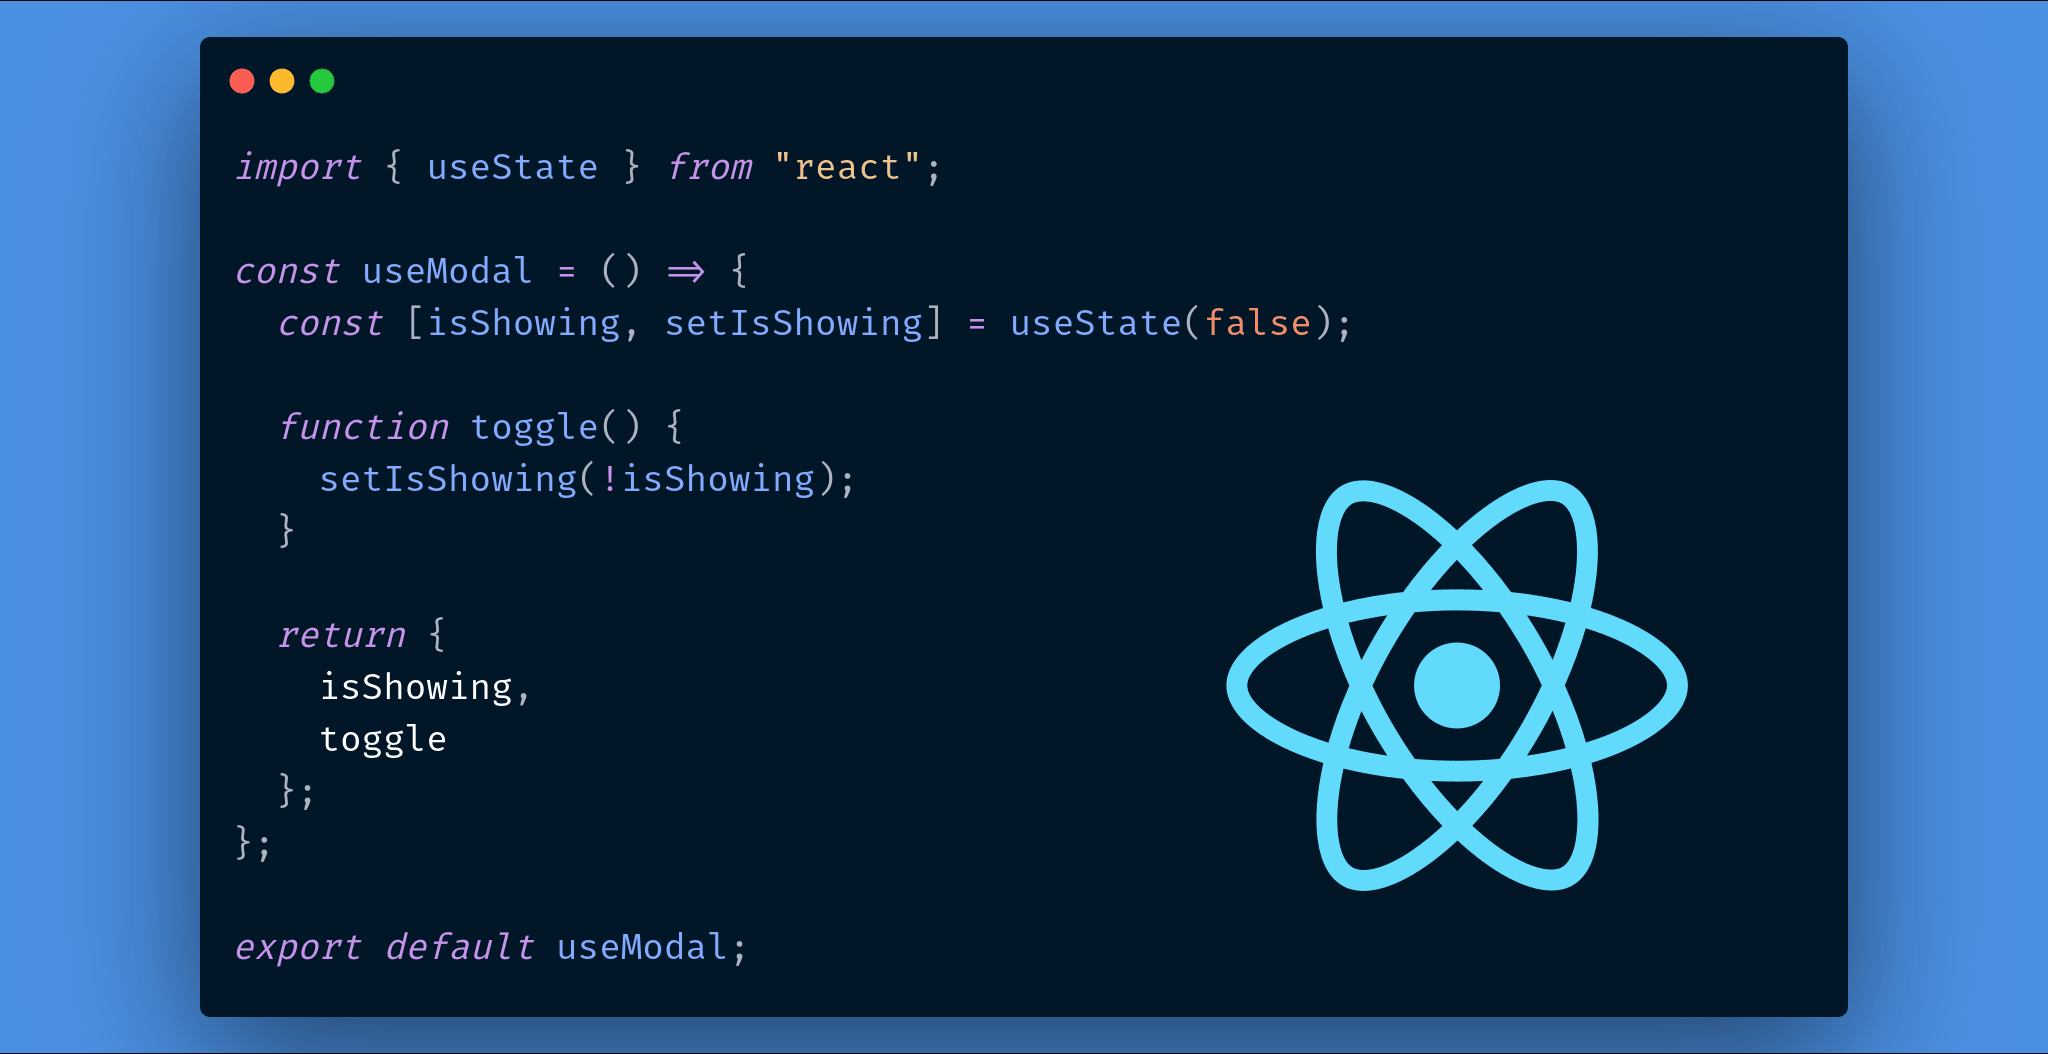 import { useState } from "react";
const useModal = () => {
  const [isShowing, setIsShowing] = useState(false);
  function toggle() {
    setIsShowing(!isShowing);
  }
  return {
    isShowing,
    toggle
  };
};
export default useModal;